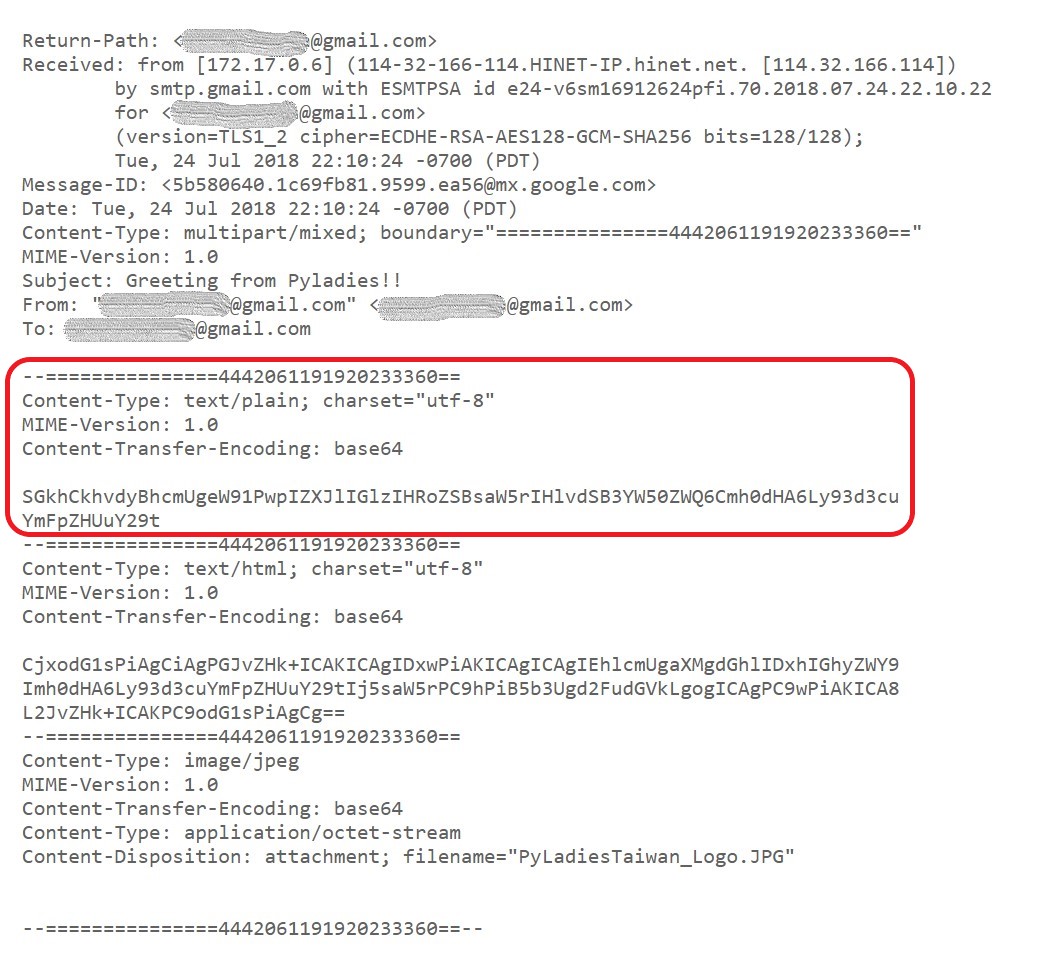 Return-Path: <@gmail.com>
Received: from [172.17.0.6] (114-32-166-114.HINET-IP.hinet.net. [114.32.166.114])
by smtp.gmail.com with ESMTPSA id e24-v6sm16912624pfi.70.2018.07.24.22.10.22
for <@gmail.com>
(version=TLS1_2 cipher=ECDHE-RSA-AES128-GCM-SHA256 bits=128/128);
Tue, 24 Jul 2018 22:10:24 -0700 (PDT)
Message-ID: <5b580640.1c69fb81.9599.ea56@mx.google.com>
Date: Tue, 24 Jul 2018 22:10:24 -0700 (PDT)
Content-Type: multipart/mixed; boundary="===============4442061191920233360=="
MIME-Version: 1.0
Subject: Greeting from Pyladies!!
From: "@gmail.com" <@gmail.com>
To: @gmail.com
--===============4442061191920233360==
Content-Type: text/plain; charset="utf-8"
MIME-Version: 1.0
Content-Transfer-Encoding: base64
SGkhCkhvdyBhcmUgeW91PwpIZXJlIGlzIHRoZSBsaW5rIHlvdSB3YW50ZWQ6Cmh0dHA6Ly93d3cu
YmFpZHUuY29t
--===============4442061191920233360==
Content-Type: text/html; charset="utf-8"
MIME-Version: 1.0
Content-Transfer-Encoding: base64
CjxodG1sPiAgCiAgPGJvZHk+ICAKICAgIDxwPiAKICAgICAgIEhlcmUgaXMgdGhlIDxhIGhyZWY9
Imh0dHA6Ly93d3cuYmFpZHUuY29tIj5saW5rPC9hPiB5b3Ugd2FudGVkLgogICAgPC9wPiAKICA8
L2JvZHk+ICAKPC9odG1sPiAgCg==
--===============4442061191920233360==
Content-Type: image/jpeg
MIME-Version: 1.0
Content-Transfer-Encoding: base64
Content-Type: application/octet-stream
Content-Disposition: attachment; filename="PyLadiesTaiwan_Logo.JPG"
--===============4442061191920233360==--